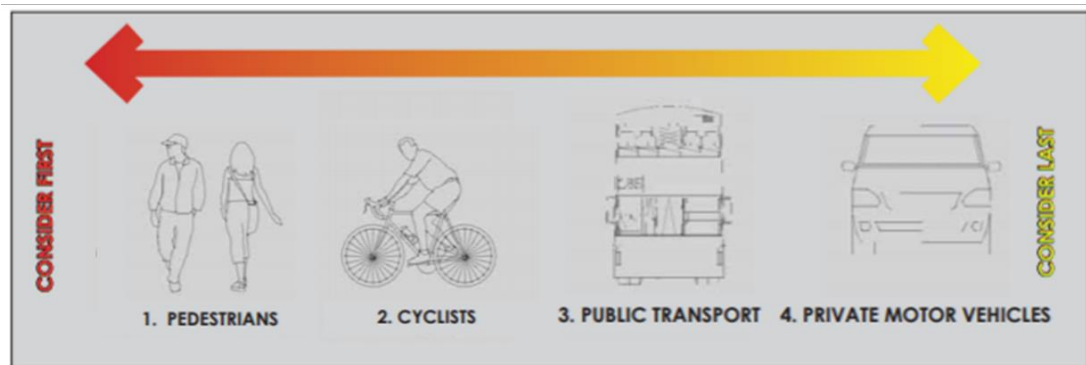 CONSIDER FIRST
1. PEDESTRIANS
2. CYCLISTS
3. PUBLIC TRANSPORT
4. PRIVATE MOTOR VEHICLES
CONSIDER LAST